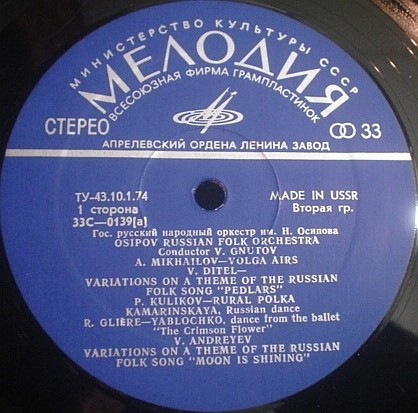 МИНИСТЕРСТВО КУЛЬТУРЫ СССР
МЕЛОДИЯ
ВСЕСОЮЗНАЯ ФИРМА ГРАМПЛАСТИНОК
СТЕРЕО
33
АПРЕЛЕВСКИЙ ОРДЕНА ЛЕНИНА ЗАВОД
ТУ-43.10.1.74
MADE IN USSR
1 сторона
Вторая гр.
33С—0139(а)
Гос. русский народный оркестр им. Н. Осипова
OSIPOV RUSSIAN FOLK ORCHESTRA
Conductor V. GNUTOV
A. MIKHAILOV—VOLGA AIRS
V. DITEL—
VARIATIONS ON A THEME OF THE RUSSIAN
FOLK SONG "PEDLARS"
P. KULIKOV—RURAL POLKA
KAMARINSKAYA, Russian dance
R. GLIERE—YABLOCHKO, dance from the ballet
"The Crimson Flower"
V. ANDREYEV
VARIATIONS ON A THEME OF THE RUSSIAN
FOLK SONG "MOON IS SHINING"